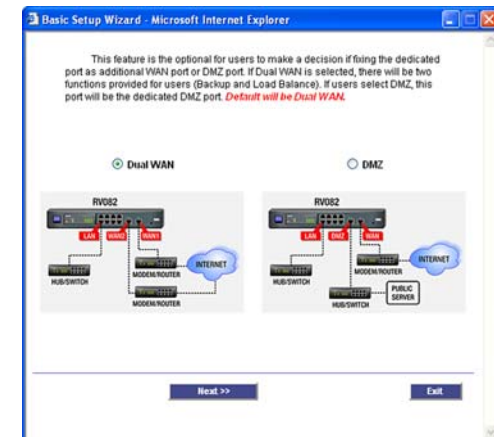 Basic Setup Wizard - Microsoft Internet Explorer
This feature is the optional for users to make a decision if fixing the dedicated
port as additional WAN port or DMZ port. If Dual WAN is selected, there will be two
functions provided for users (Backup and Load Balance). If users select DMZ, this
port will be the dedicated DMZ port. Default will be Dual WAN.
Dual WAN
DMZ
RV082
LAN WAN2 WAN1
INTERNET
HUB/SWITCH
MODEM/ROUTER
MODEM/ROUTER
RV082
LAN DMZ WAN
INTERNET
MODEM/ROUTER
HUB/SWITCH
HUB/SWITCH
PUBLIC
SERVER
Next >>
Exit